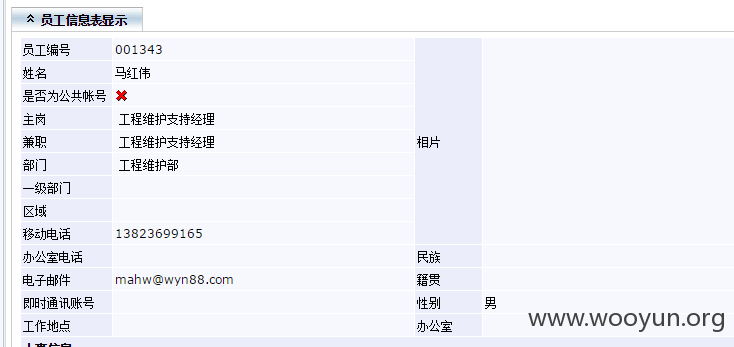 员工信息表显示
员工编号 001343
姓名 马红伟
是否为公共帐号
主岗 工程维护支持经理
兼职 工程维护支持经理 相片
部门 工程维护部
一级部门
区域
移动电话 13823699165
办公室电话 民族
电子邮件 mahw@wyn88.com 籍贯
即时通讯账号 性别 男
工作地点 办公室
www.wooyun.org